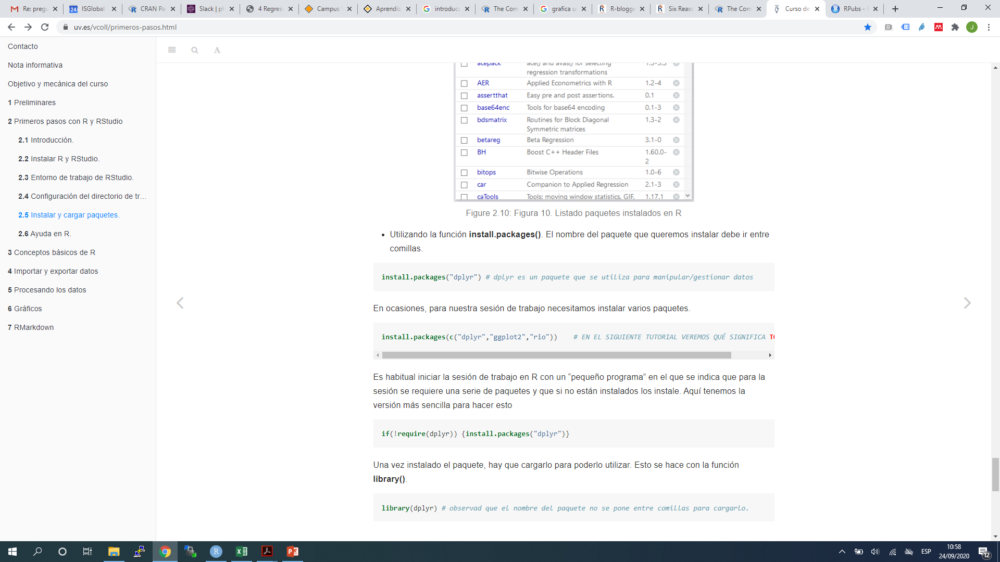 Re: pregu
ISGlobal
CRAN Pa
Slack | ph
4 Regres
Campus
Aprendiz
introducc
The Com
grafica u
R-blogge
Six Reaso
The Com
Curso de
RPubs -
uv.es/vcoll/primeros-pasos.html
J
Contacto
Nota informativa
Objetivo y mecánica del curso
1 Preliminares
2 Primeros pasos con R y RStudio
2.1 Introducción.
2.2 Instalar R y RStudio.
2.3 Entorno de trabajo de RStudio.
2.4 Configuración del directorio de tr...
2.5 Instalar y cargar paquetes.
2.6 Ayuda en R.
3 Conceptos básicos de R
4 Importar y exportar datos
5 Procesando los datos
6 Gráficos
7 RMarkdown
A
acepack ace() and avas() for selecting 1.3-3.3
regression transformations
AER Applied Econometrics with R 1.2-4
assertthat Easy pre and post assertions. 0.1
base64enc Tools for base64 encoding 0.1-3
bdsmatrix Routines for Block Diagonal 1.3-2
Symmetric matrices
betareg Beta Regression 3.1-0
BH Boost C++ Header Files 1.60.0-
2
bitops Bitwise Operations 1.0-6
car Companion to Applied Regression 2.1-3
caTools Tools: moving window statistics, GIF, 1.17.1
Figure 2.10: Figura 10. Listado paquetes instalados en R
• Utilizando la función install.packages(). El nombre del paquete que queremos instalar debe ir entre
comillas.
install.packages("dplyr") # dplyr es un paquete que se utiliza para manipular/gestionar datos
En ocasiones, para nuestra sesión de trabajo necesitamos instalar varios paquetes.
install.packages(c("dplyr","ggplot2","rio")) # EN EL SIGUIENTE TUTORIAL VEREMOS QUÉ SIGNIFICA
Es habitual iniciar la sesión de trabajo en R con un “pequeño programa” en el que se indica que para la
sesión se requiere una serie de paquetes y que si no están instalados los instale. Aquí tenemos la
versión más sencilla para hacer esto
if(!require(dplyr)) {install.packages("dplyr")}
Una vez instalado el paquete, hay que cargarlo para poderlo utilizar. Esto se hace con la función
library().
library(dplyr) # observad que el nombre del paquete no se pone entre comillas para cargarlo.
ESP
10:58
24/09/2020
12